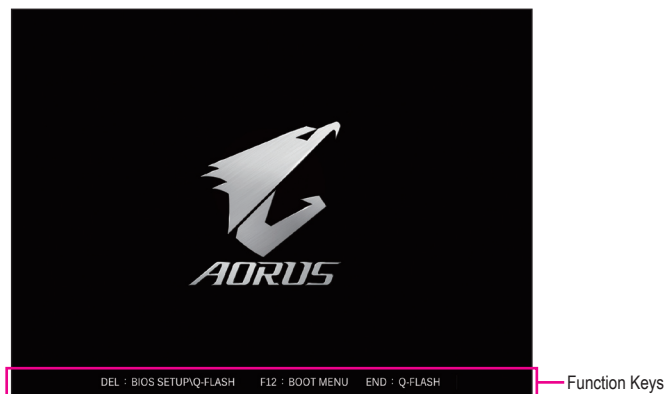 AORUS
DEL : BIOS SETUP\Q-FLASH F12 : BOOT MENU END : Q-FLASH
Function Keys